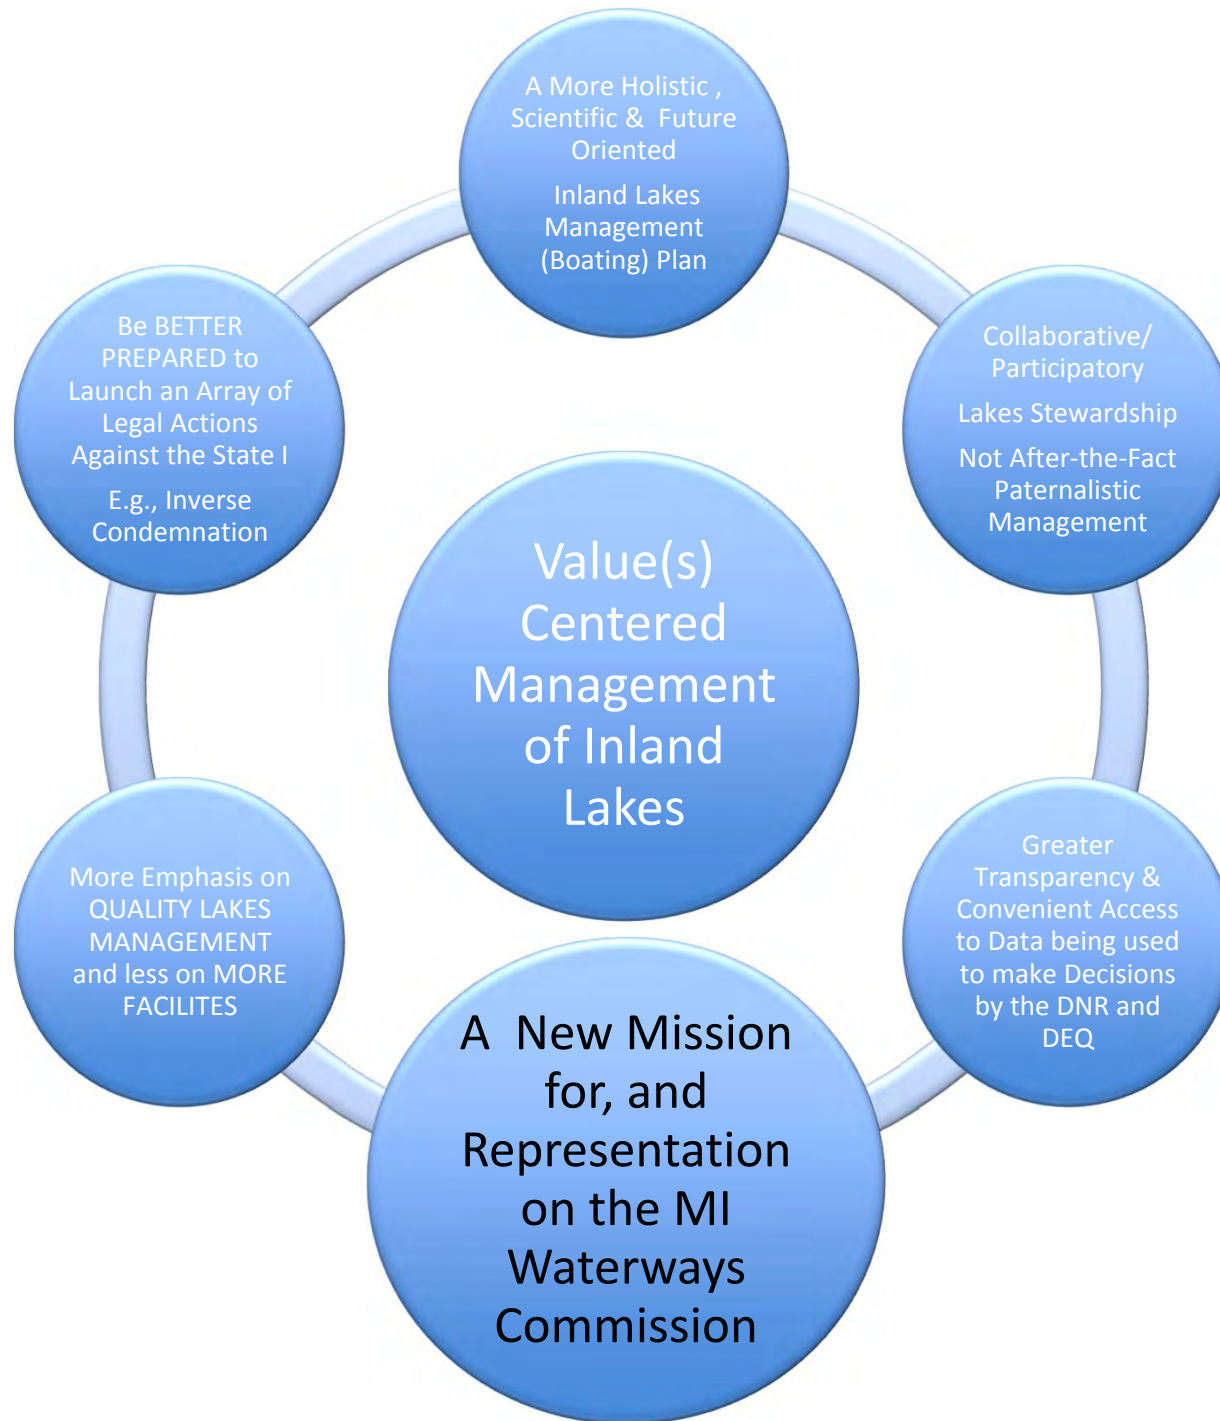 A More Holistic ,
Scientific &  Future
Oriented
Inland Lakes
Management
(Boating) Plan
Collaborative/
Participatory
Lakes Stewardship
Not After-the-Fact
Paternalistic
Management
Greater
Transparency &
Convenient Access
to Data being used
to make Decisions
by the DNR and
DEQ
A  New Mission
for, and
Representation
on the MI
Waterways
Commission
More Emphasis on
QUALITY LAKES
MANAGEMENT
and less on MORE
FACILITES
Be BETTER
PREPARED to
Launch an Array of
Legal Actions
Against the State I
E.g., Inverse
Condemnation
Value(s)
Centered
Management
of Inland
Lakes